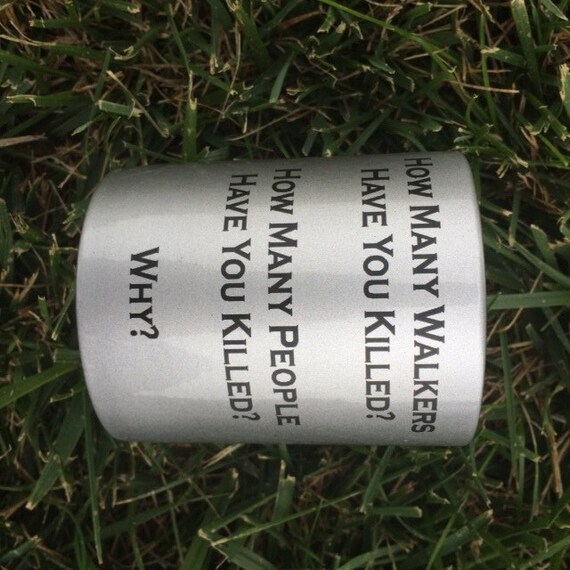 How Many Walkers
Have You Killed?
How Many People
Have You Killed?
Why?